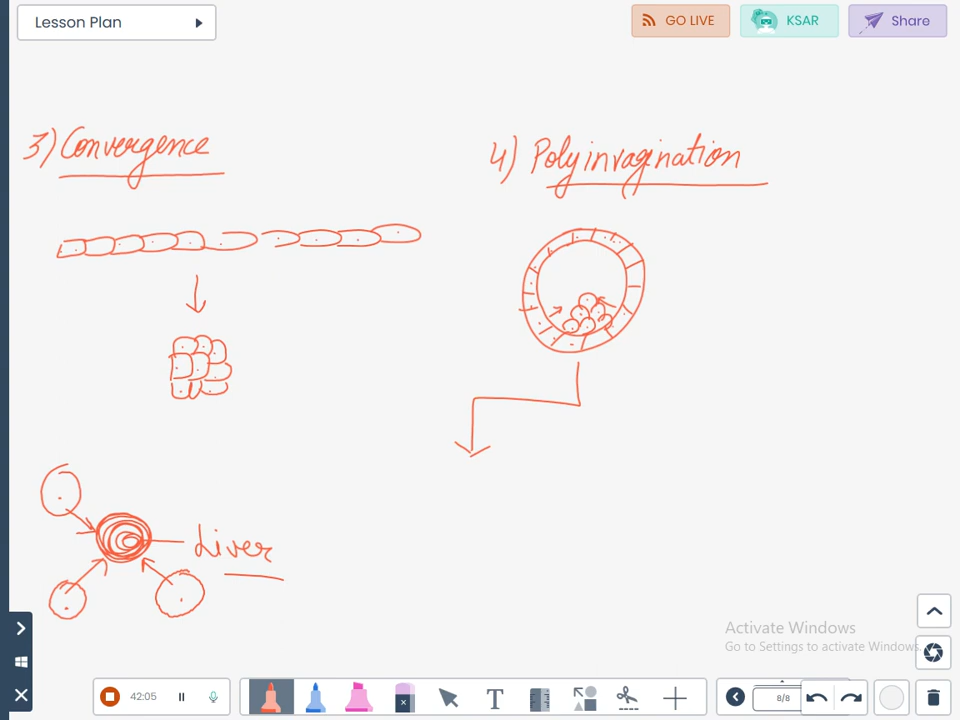 Lesson Plan
GO LIVE
KSAR
Share
3) Convergence
4) Polyinvagination
Liver
Activate Windows
Go to Settings to activate Windows.
42:05
T
8/8